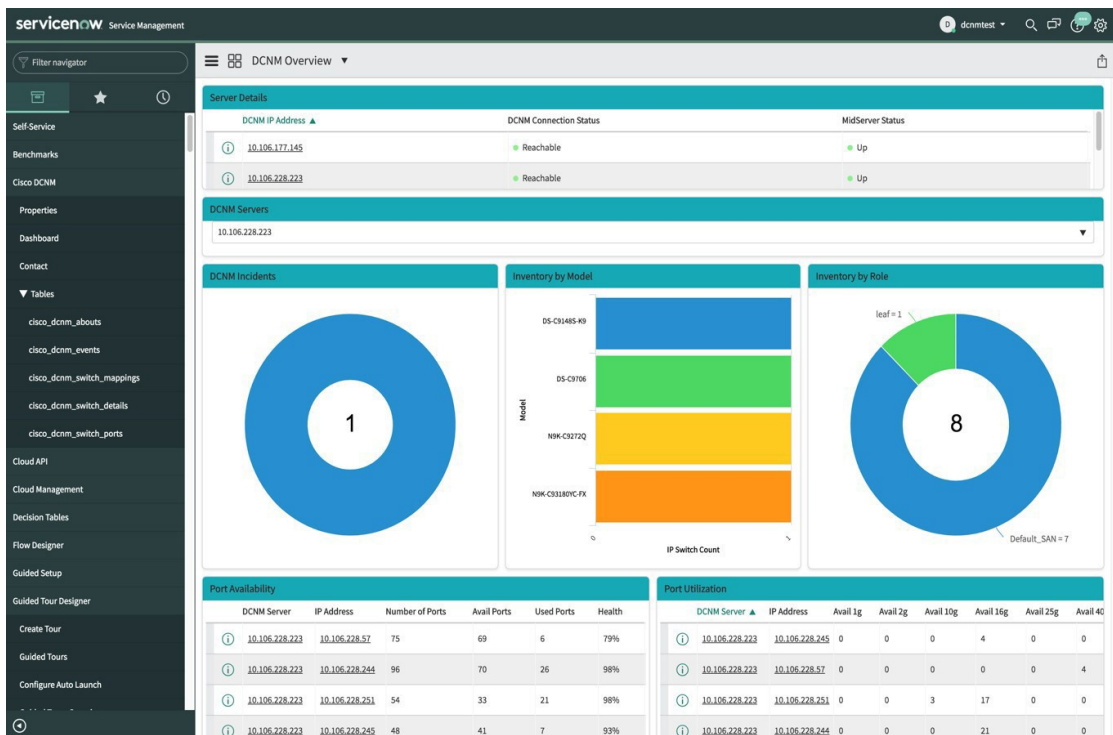 servicenow Service Management
D dcnmtest
Filter navigator
DCNM Overview ▼
Self-Service
Benchmarks
Cisco DCNM
Properties
Dashboard
Contact
▼ Tables
cisco_dcnm_abouts
cisco_dcnm_events
cisco_dcnm_switch_mappings
cisco_dcnm_switch_details
cisco_dcnm_switch_ports
Cloud API
Cloud Management
Decision Tables
Flow Designer
Guided Setup
Guided Tour Designer
Create Tour
Guided Tours
Configure Auto Launch
Server Details
DCNM IP Address ▲ DCNM Connection Status MidServer Status
10.106.177.145 Reachable Up
10.106.228.223 Reachable Up
DCNM Servers
10.106.228.223 ▼
DCNM Incidents
1
Inventory by Model
Model
DS-C9148S-K9
DS-C9706
N9K-C9272Q
N9K-C93180YC-FX
0 1
IP Switch Count
Inventory by Role
leaf = 1
8
Default_SAN = 7
Port Availability
DCNM Server IP Address Number of Ports Avail Ports Used Ports Health
10.106.228.223 10.106.228.57 75 69 6 79%
10.106.228.223 10.106.228.244 96 70 26 98%
10.106.228.223 10.106.228.251 54 33 21 98%
10.106.228.223 10.106.228.245 48 41 7 93%
Port Utilization
DCNM Server ▲ IP Address Avail 1g Avail 2g Avail 10g Avail 16g Avail 25g Avail 40
10.106.228.223 10.106.228.245 0 0 0 4 0 0
10.106.228.223 10.106.228.57 0 0 0 0 0 4
10.106.228.223 10.106.228.251 0 0 3 17 0 0
10.106.228.223 10.106.228.244 0 0 0 21 0 0